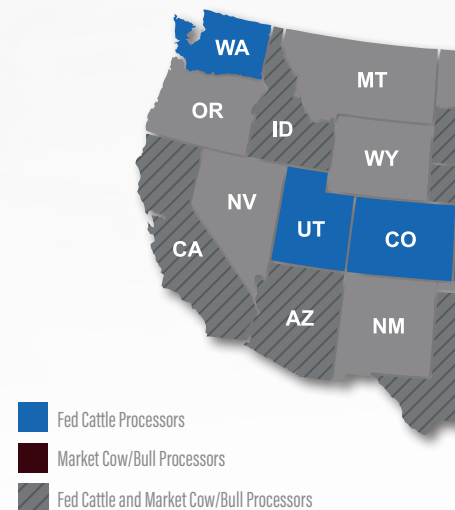 WA
MT
OR
ID
WY
NV
UT
CO
CA
AZ
NM
Fed Cattle Processors
Market Cow/Bull Processors
Fed Cattle and Market Cow/Bull Processors